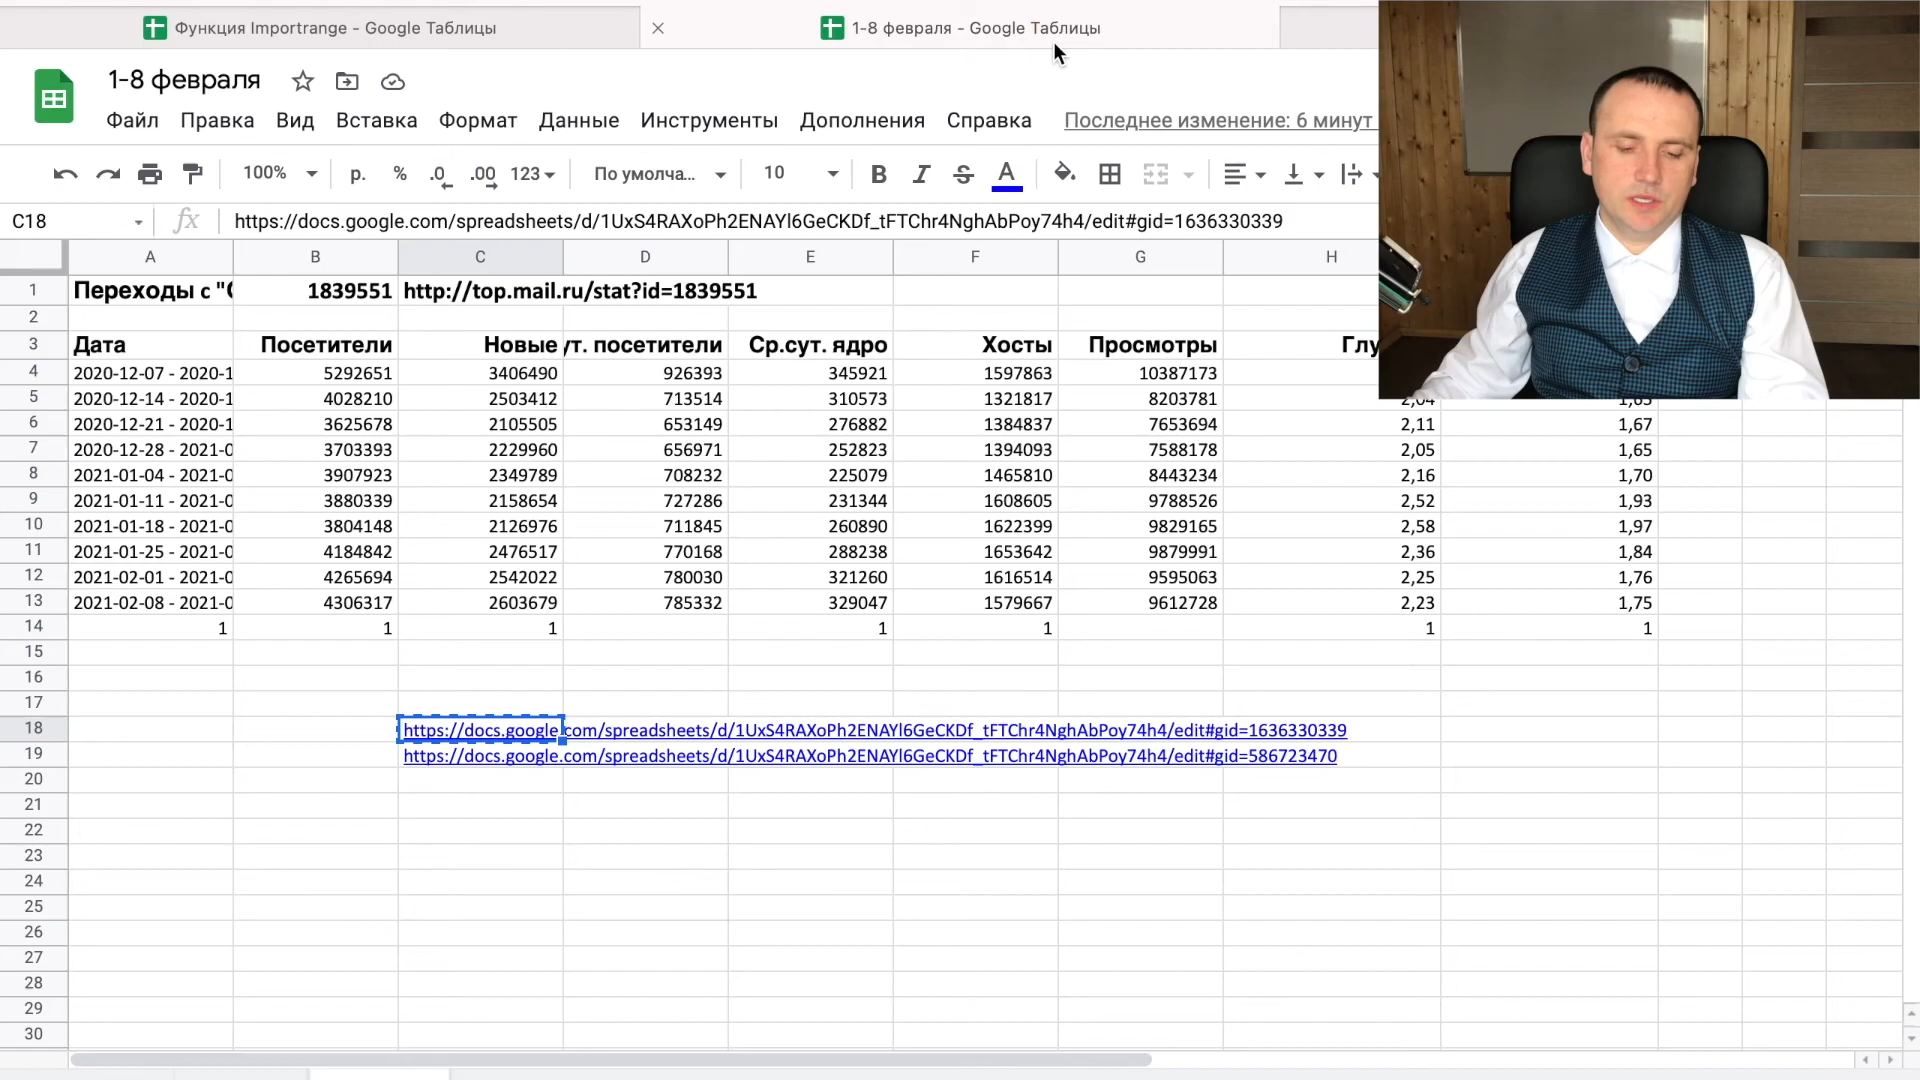 Функция Importrange - Google Таблицы
1-8 февраля - Google Таблицы
1-8 февраля
Файл Правка Вид Вставка Формат Данные Инструменты Дополнения Справка Последнее изменение: 6 минут
100% р. % .0 .00 123 По умолча... 10 B I S A
C18 fx https://docs.google.com/spreadsheets/d/1UxS4RAXoPh2ENAYl6GeCKDf_tFTChr4NghAbPoy74h4/edit#gid=1636330339
A B C D E F G H
1 Переходы с "( 1839551 http://top.mail.ru/stat?id=1839551
2
3 Дата Посетители Новые ут. посетители Ср.сут. ядро Хосты Просмотры Глу
4 2020-12-07 - 2020-1 5292651 3406490 926393 345921 1597863 10387173
5 2020-12-14 - 2020-1 4028210 2503412 713514 310573 1321817 8203781 2,04 1,65
6 2020-12-21 - 2020-1 3625678 2105505 653149 276882 1384837 7653694 2,11 1,67
7 2020-12-28 - 2021-0 3703393 2229960 656971 252823 1394093 7588178 2,05 1,65
8 2021-01-04 - 2021-0 3907923 2349789 708232 225079 1465810 8443234 2,16 1,70
9 2021-01-11 - 2021-0 3880339 2158654 727286 231344 1608605 9788526 2,52 1,93
10 2021-01-18 - 2021-0 3804148 2126976 711845 260890 1622399 9829165 2,58 1,97
11 2021-01-25 - 2021-0 4184842 2476517 770168 288238 1653642 9879991 2,36 1,84
12 2021-02-01 - 2021-0 4265694 2542022 780030 321260 1616514 9595063 2,25 1,76
13 2021-02-08 - 2021-0 4306317 2603679 785332 329047 1579667 9612728 2,23 1,75
14 1 1 1 1 1 1 1
15
16
17
18 https://docs.google.com/spreadsheets/d/1UxS4RAXoPh2ENAYl6GeCKDf_tFTChr4NghAbPoy74h4/edit#gid=1636330339
19 https://docs.google.com/spreadsheets/d/1UxS4RAXoPh2ENAYl6GeCKDf_tFTChr4NghAbPoy74h4/edit#gid=586723470
20
21
22
23
24
25
26
27
28
29
30